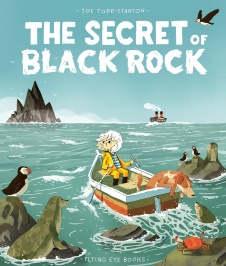 - JOE TODD-STANTON -
THE SECRET OF
BLACK ROCK
FLYING EYE BOOKS